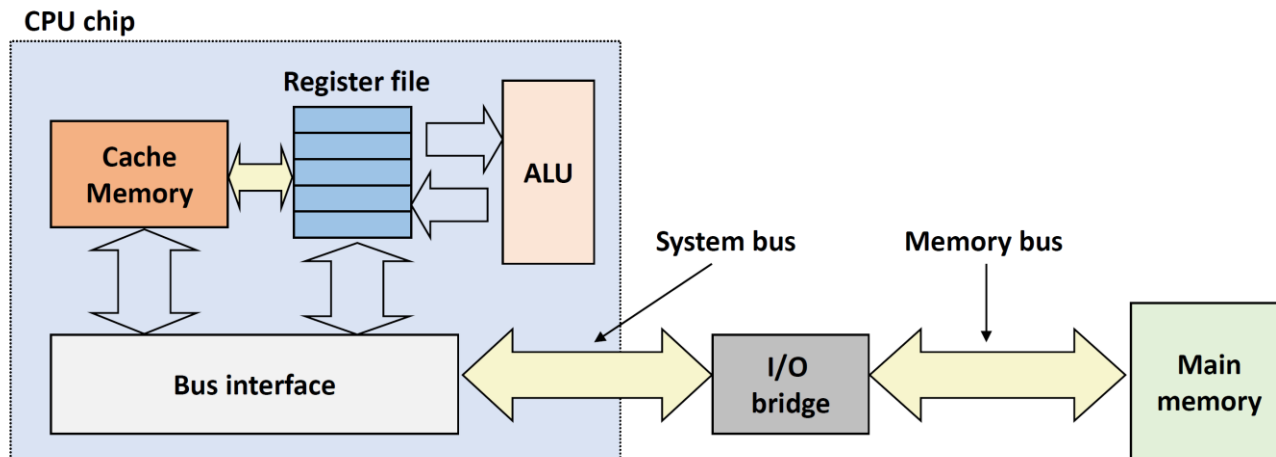 CPU chip
Register file
Cache
Memory
ALU
System bus
Memory bus
Bus interface
I/O
bridge
Main
memory